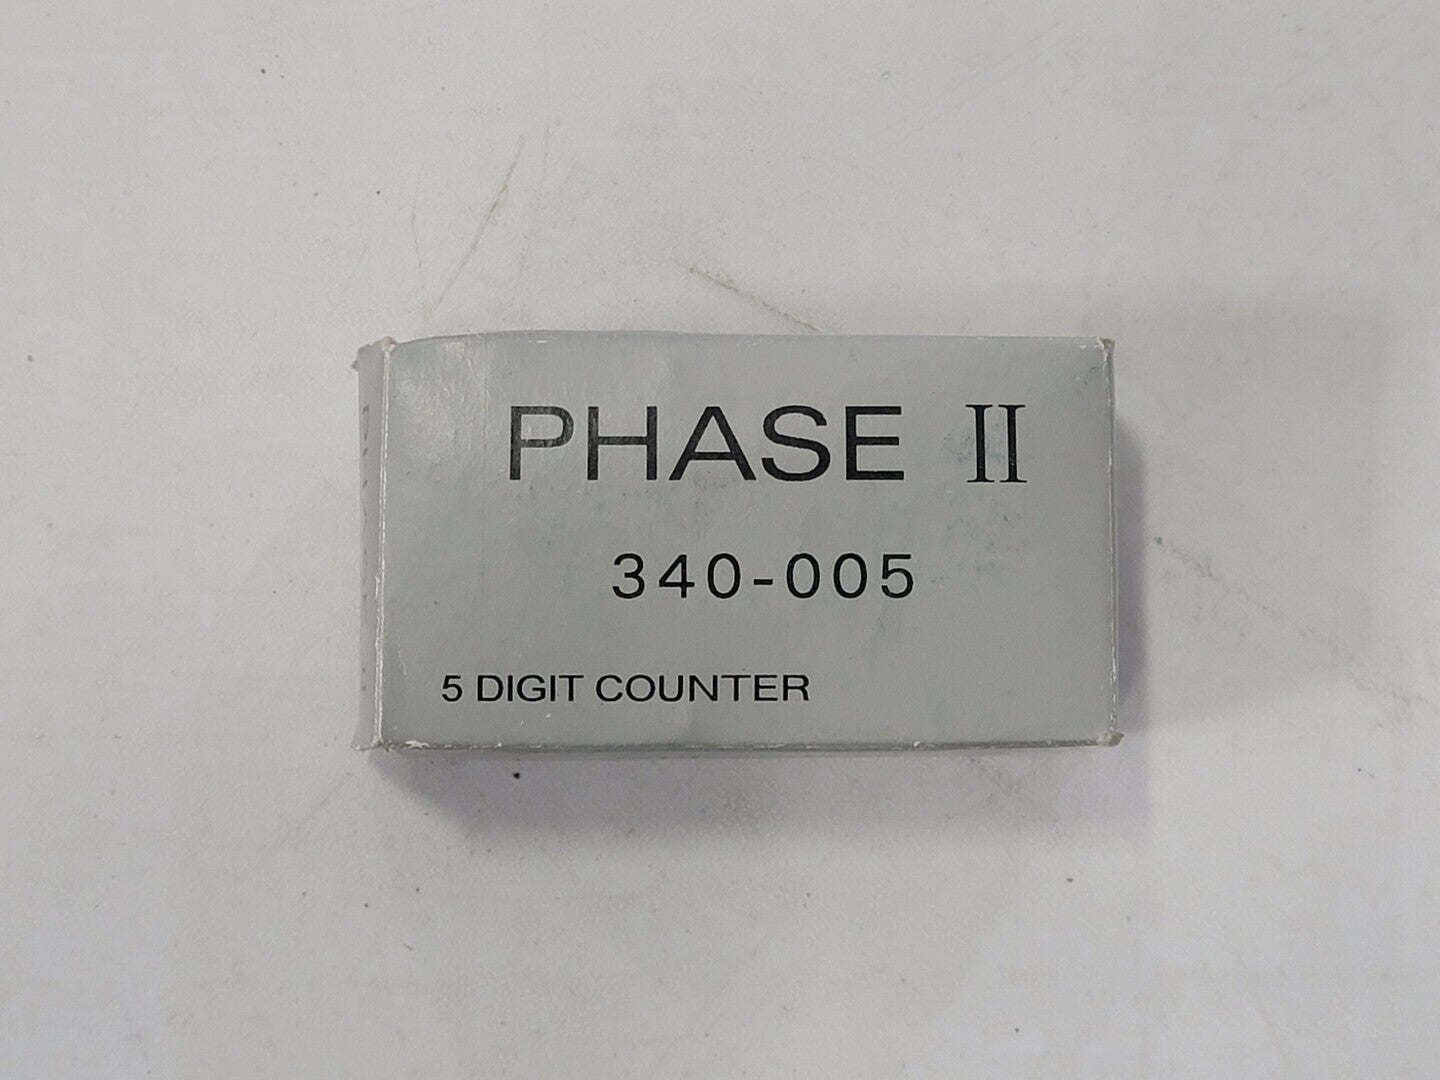 PHASE II
340-005
5 DIGIT COUNTER